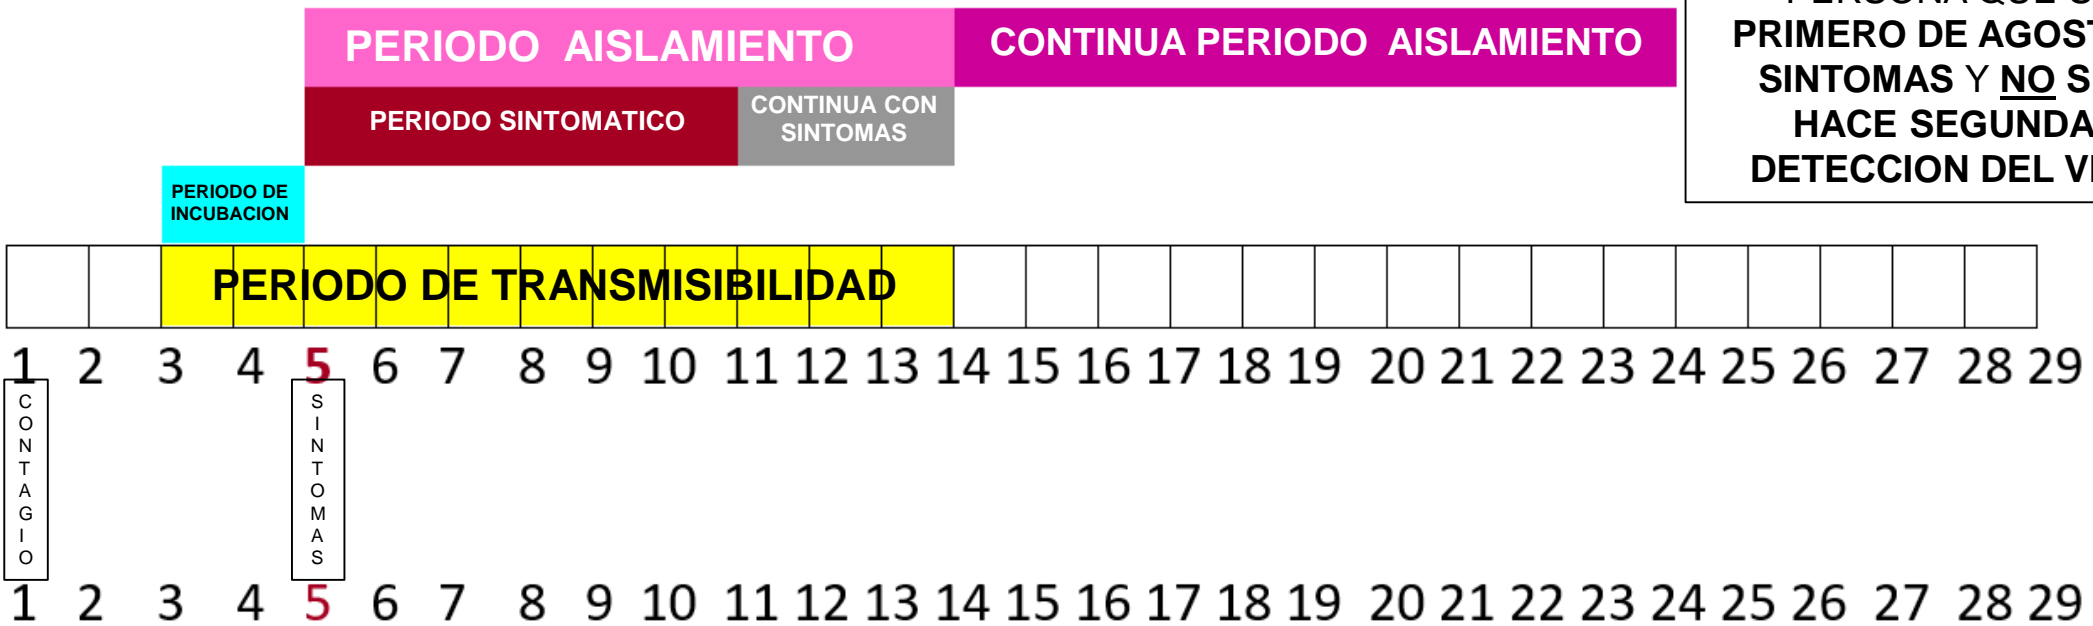 PERIODO AISLAMIENTO
CONTINUA PERIODO AISLAMIENTO
PERSONA QUE
PRIMERO DE
SINTOMAS Y NO
HACE SEGUNDA
DETECCION DEL
PERIODO SINTOMATICO
CONTINUA CON
SINTOMAS
PERIODO DE
INCUBACION
PERIODO DE TRANSMISIBILIDAD
1 2 3 4 5 6 7 8 9 10 11 12 13 14 15 16 17 18 19 20 21 22 23 24 25 26 27 28 29
CONTAGIO
SINTOMAS
1 2 3 4 5 6 7 8 9 10 11 12 13 14 15 16 17 18 19 20 21 22 23 24 25 26 27 28 29